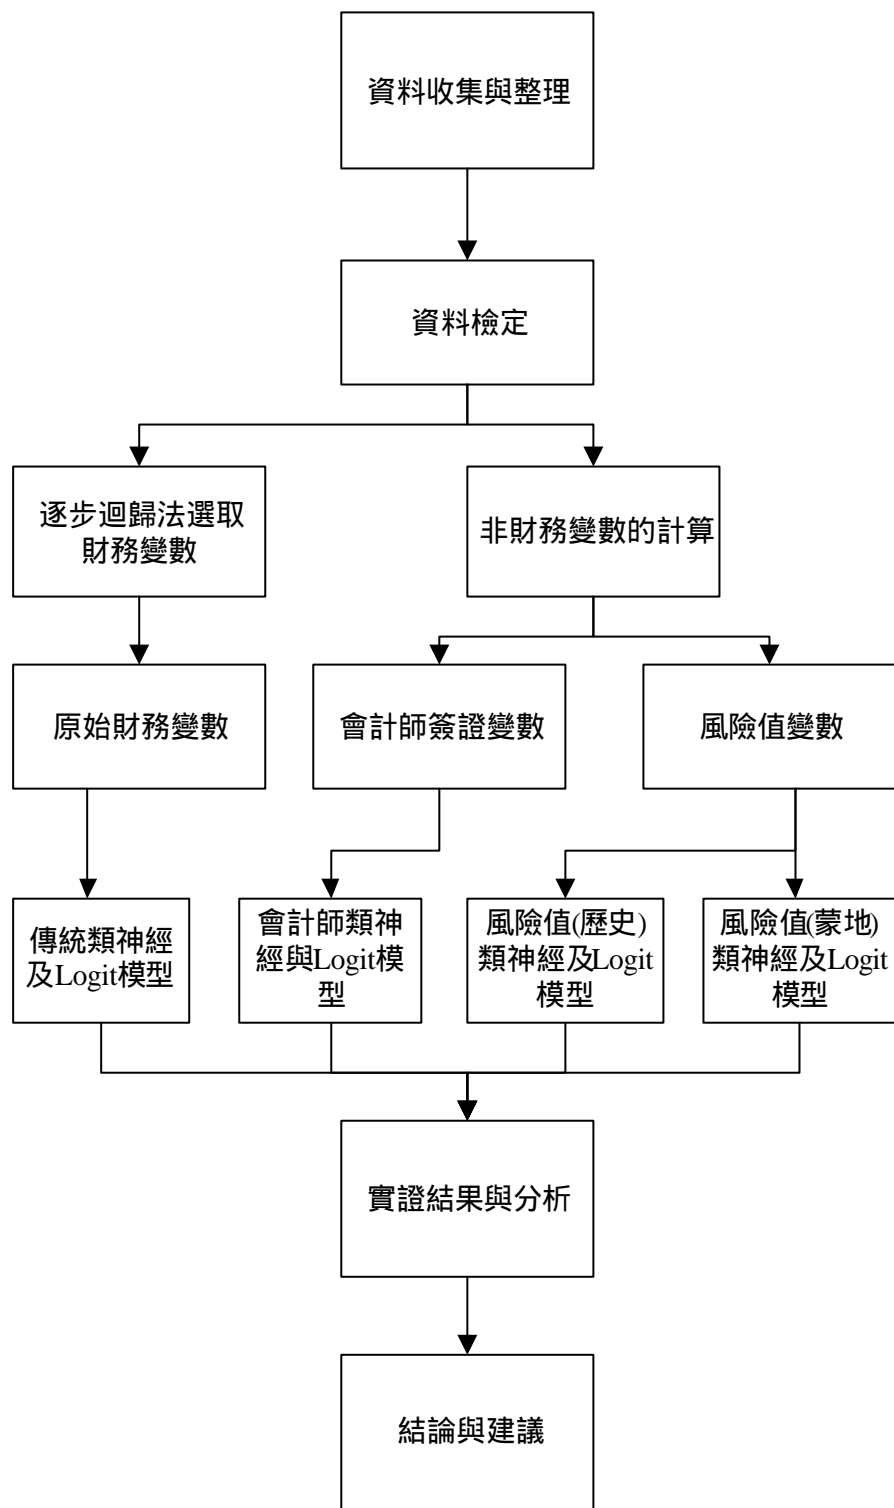 資料收集與整理
資料檢定
逐步迴歸法選取
財務變數
非財務變數的計算
原始財務變數
會計師簽證變數
風險值變數
傳統類神經
及Logit模型
會計師類神
經與Logit模
型
風險值(歷史)
類神經及Logit
模型
風險值(蒙地)
類神經及Logit
模型
實證結果與分析
結論與建議